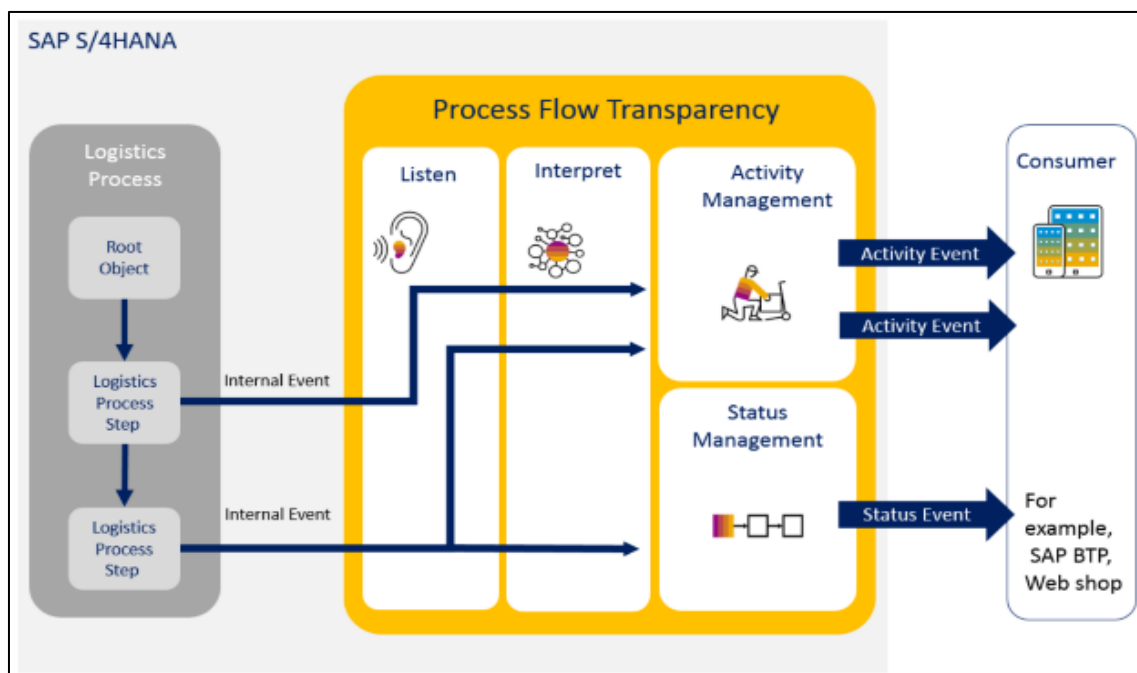 SAP S/4HANA
Process Flow Transparency
Logistics
Process
Root
Object
Logistics
Process
Step
Logistics
Process
Step
Internal Event
Internal Event
Listen
Interpret
Activity
Management
Status
Management
Activity Event
Activity Event
Status Event
Consumer
For
example,
SAP BTP,
Web shop